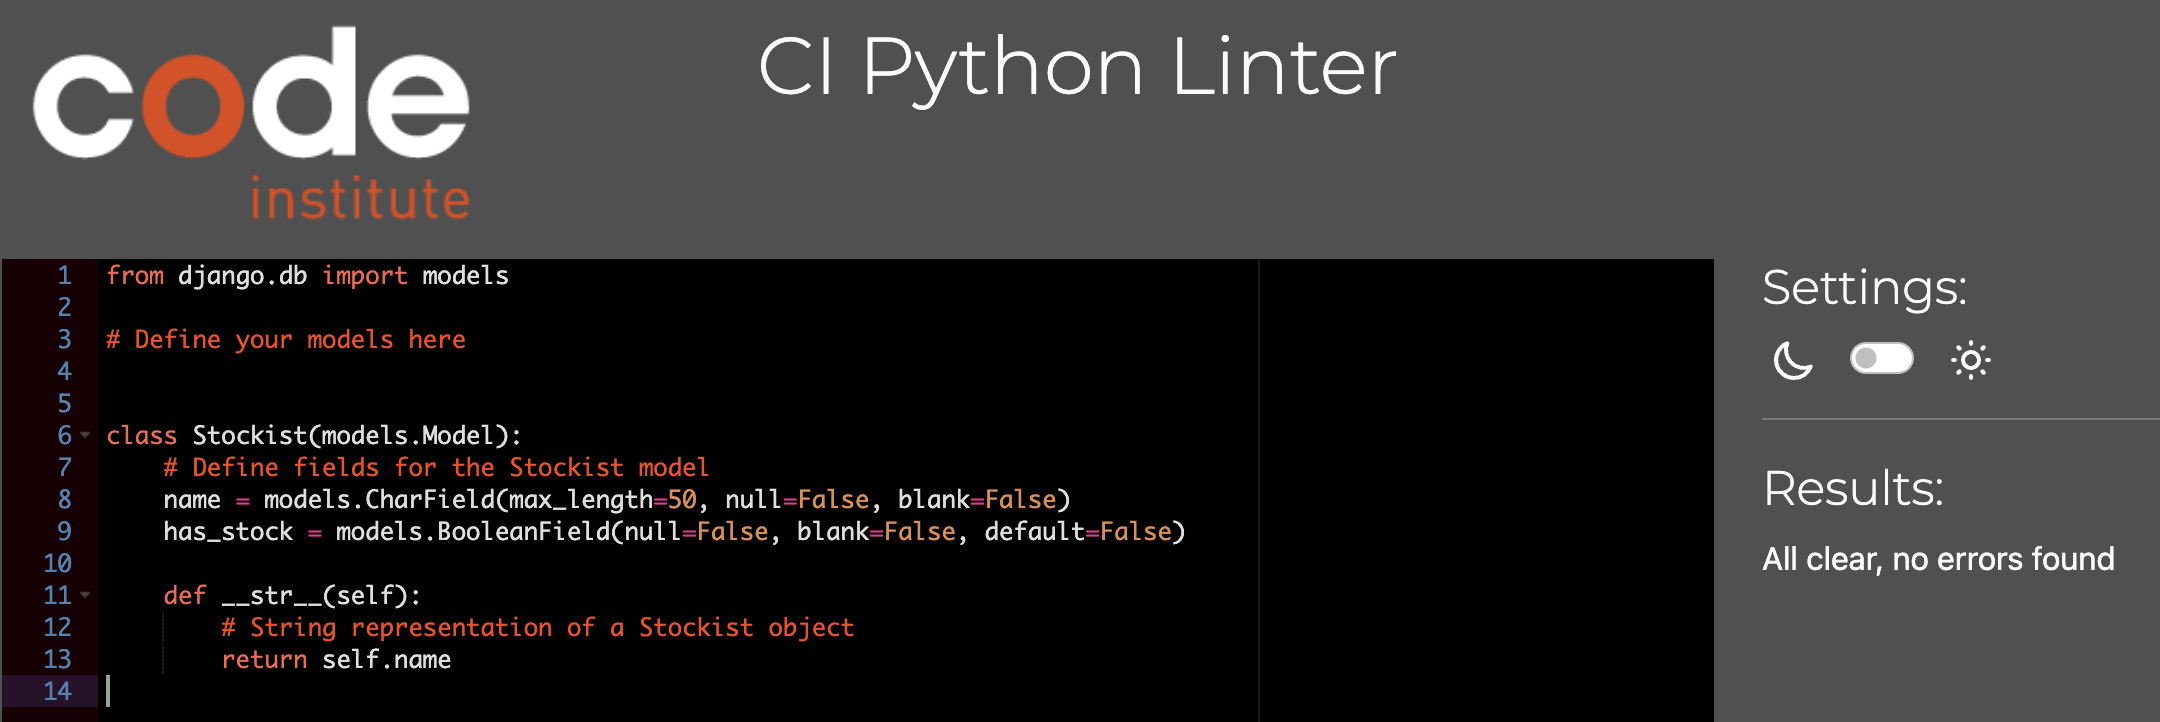 code
institute
CI Python Linter
1 from django.db import models
2
3 # Define your models here
4
5
6 class Stockist(models.Model):
7     # Define fields for the Stockist model
8     name = models.CharField(max_length=50, null=False, blank=False)
9     has_stock = models.BooleanField(null=False, blank=False, default=False)
10
11     def __str__(self):
12         # String representation of a Stockist object
13         return self.name
14
Settings:
Results:
All clear, no errors found